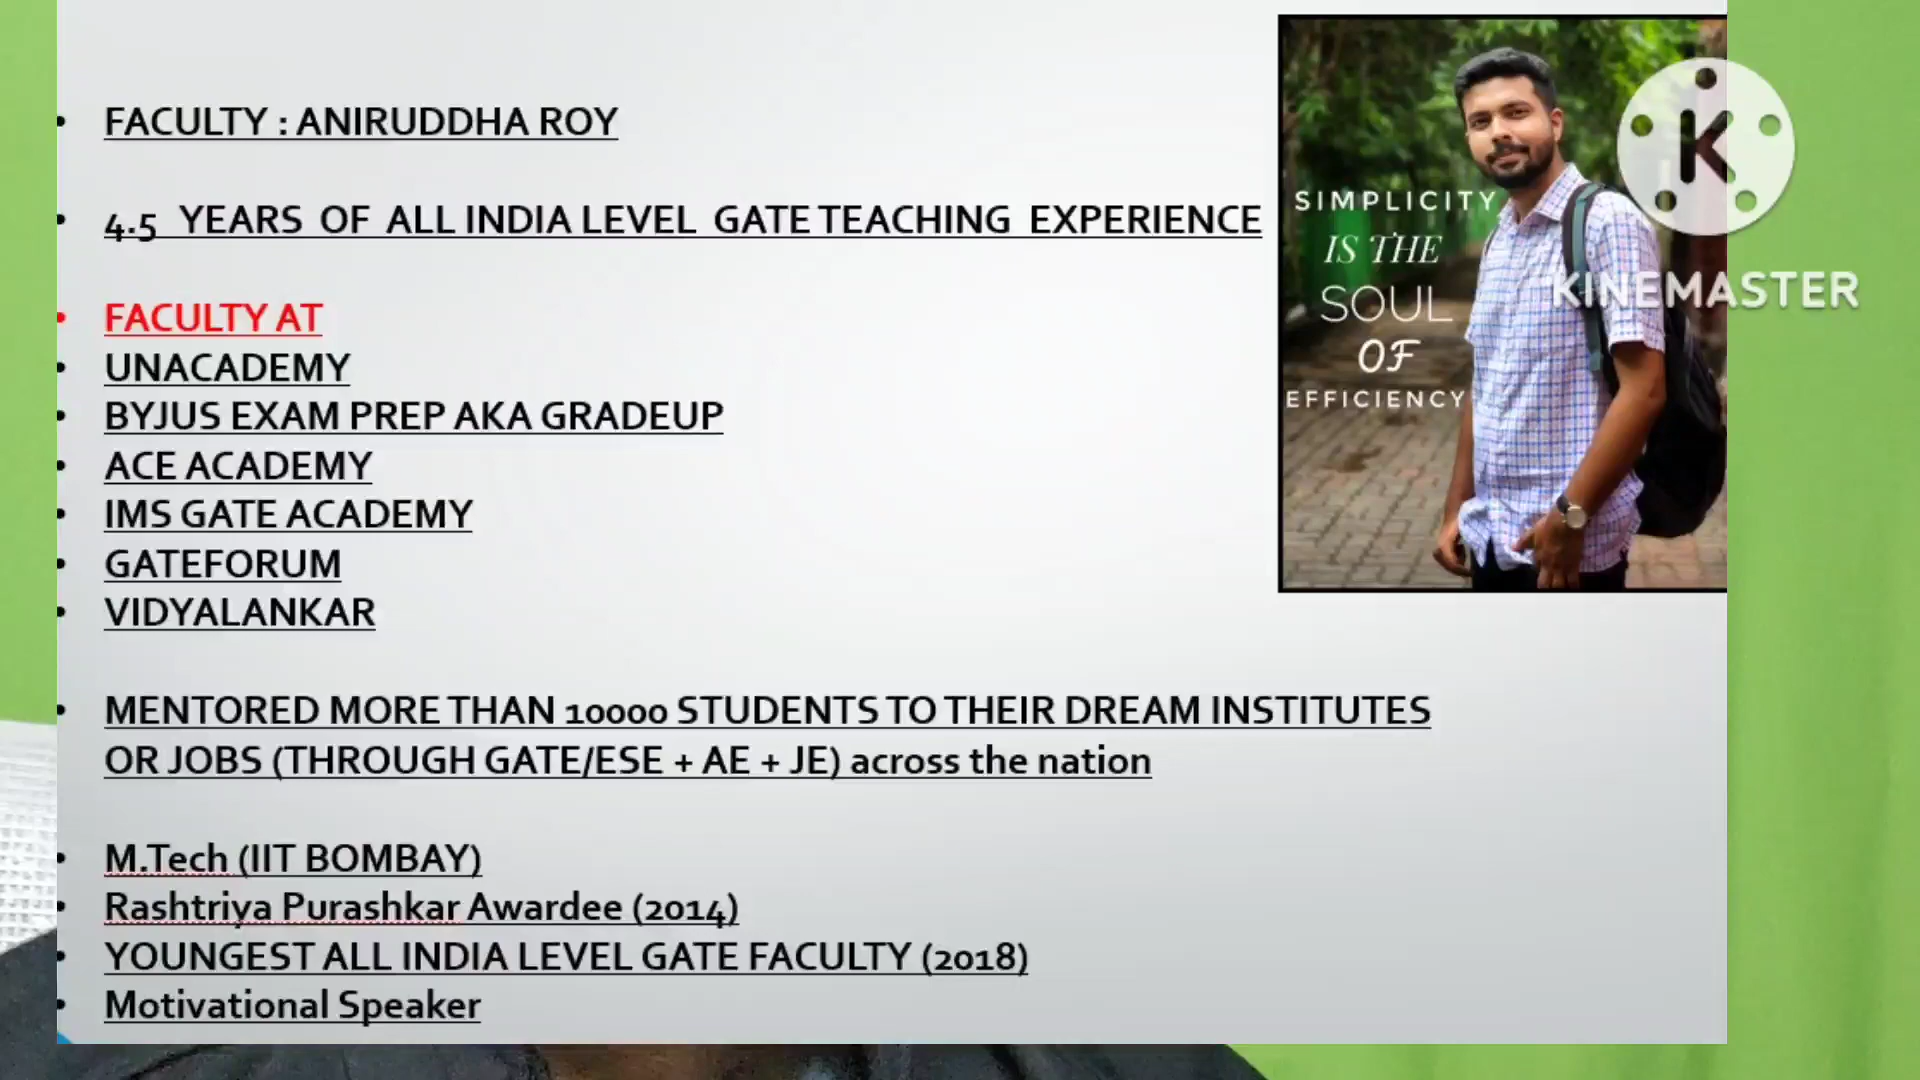 FACULTY : ANIRUDDHA ROY
4.5 YEARS OF ALL INDIA LEVEL GATE TEACHING EXPERIENCE
FACULTY AT
UNACADEMY
BYJUS EXAM PREP AKA GRADEUP
ACE ACADEMY
IMS GATE ACADEMY
GATEFORUM
VIDYALANKAR
MENTORED MORE THAN 10000 STUDENTS TO THEIR DREAM INSTITUTES
OR JOBS (THROUGH GATE/ESE + AE + JE) across the nation
M.Tech (IIT BOMBAY)
Rashtriya Purashkar Awardee (2014)
YOUNGEST ALL INDIA LEVEL GATE FACULTY (2018)
Motivational Speaker
SIMPLICITY
IS THE
SOUL
OF
EFFICIENCY
K
KINEMASTER